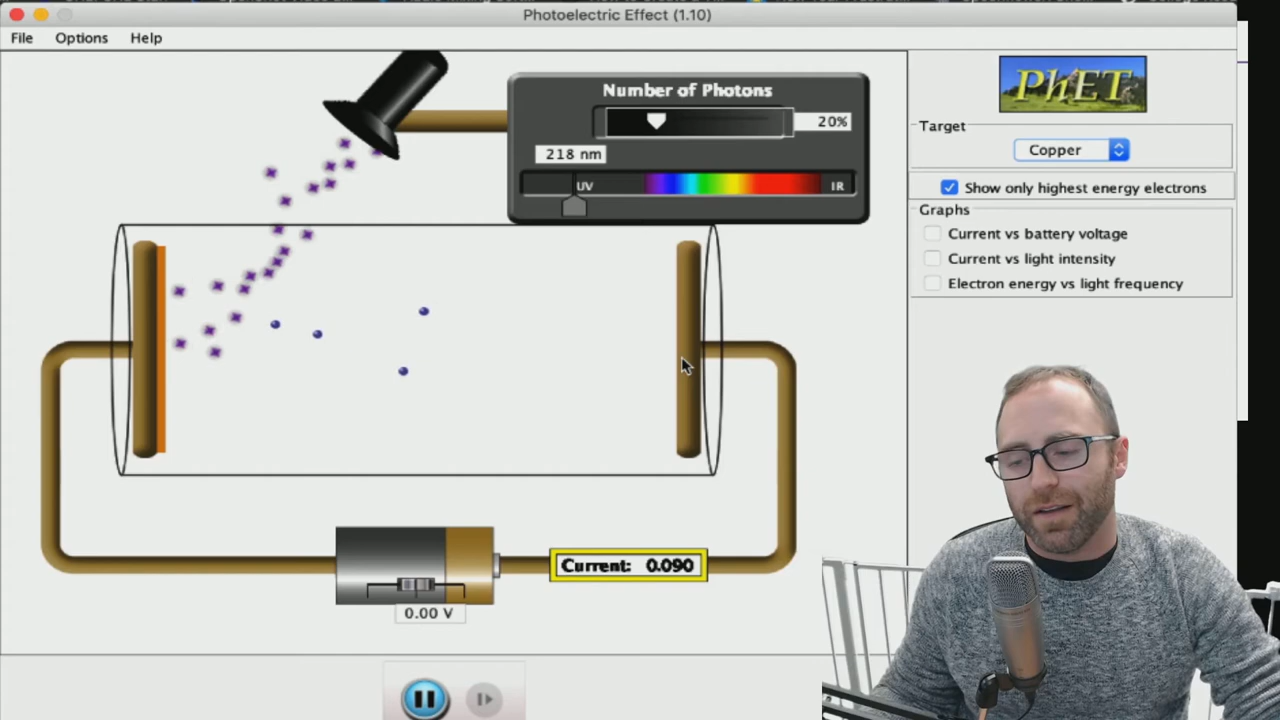 Photoelectric Effect (1.10)
File Options Help
Number of Photons
20%
218 nm
UV IR
PhET
Target
Copper
Show only highest energy electrons
Graphs
Current vs battery voltage
Current vs light intensity
Electron energy vs light frequency
Current: 0.090
0.00 V